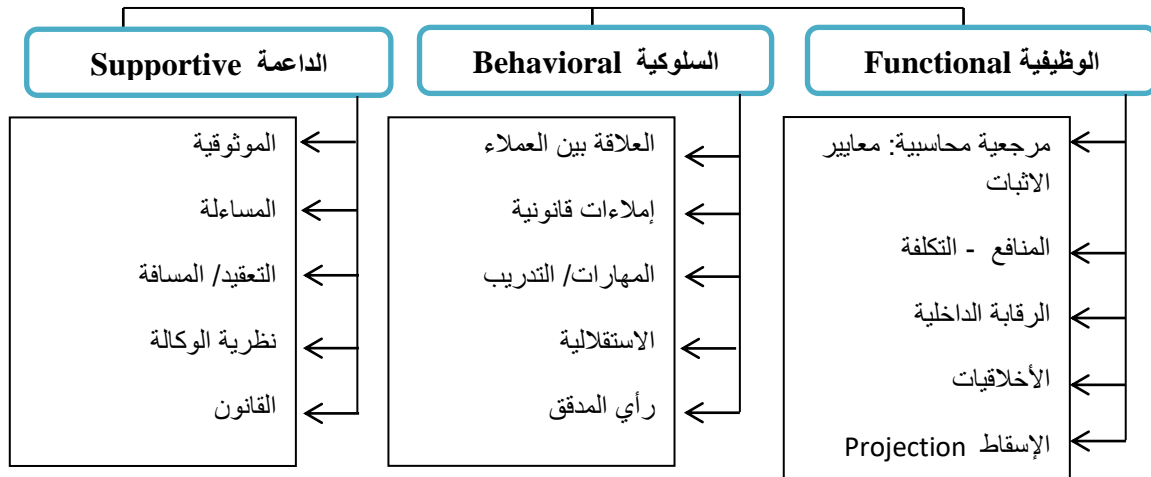 الوظيفية Functional
مرجعية محاسبية: معايير
الاثبات
المنافع - التكلفة
الرقابة الداخلية
الأخلاقيات
الإسقاط Projection
السلوكية Behavioral
العلاقة بين العملاء
إملاءات قانونية
المهارات/ التدريب
الاستقلالية
رأي المدقق
الداعمة Supportive
الموثوقية
المساءلة
التعقيد/ المسافة
نظرية الوكالة
القانون